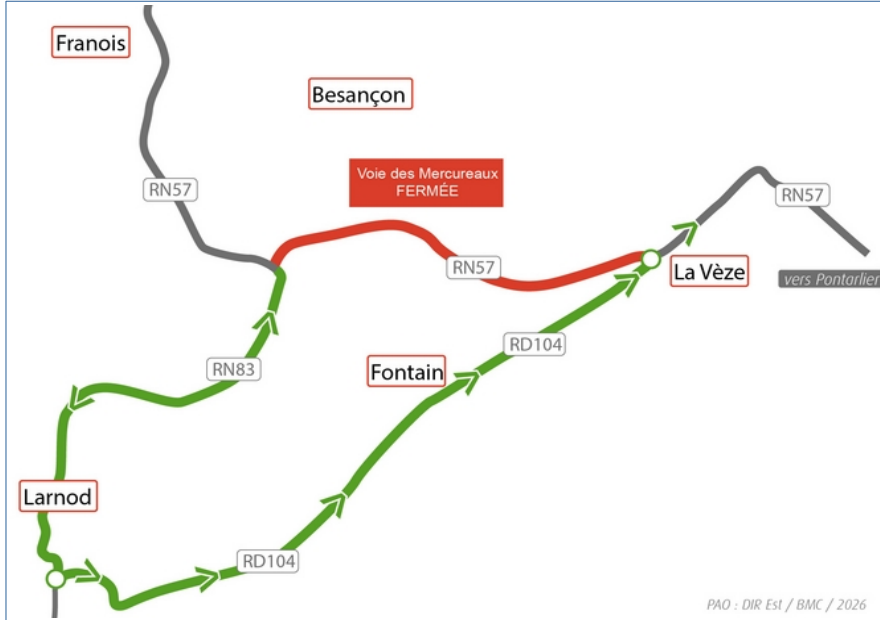 Franois
Besançon
Voie des Mercureaux
FERMÉE
RN57
RN57
RN57
La Vèze
vers Pontarlier
RD104
Fontain
RN83
Larnod
RD104
PAO : DIR Est / BMC / 2026